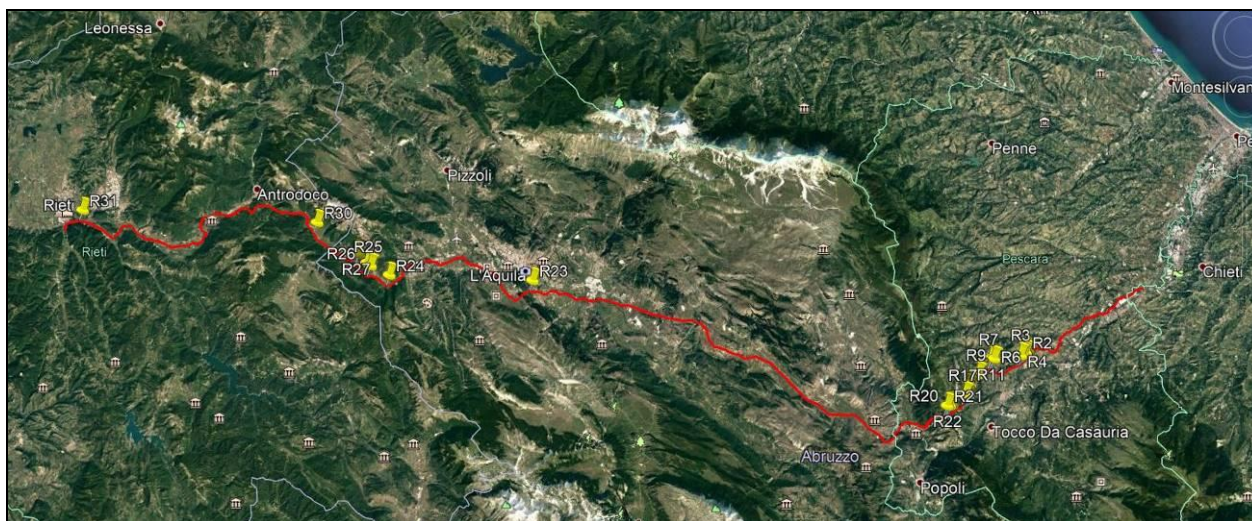 Leonessa
Montesilvan
Pe
Penne
Pizzoli
Antrodoco
Rieti
R31
R30
Rieti
R26
R25
R27
R24
L'Aquila
R23
Pescara
Chieti
R7
R3
R2
R9
R6
R4
R17
R11
R20
R21
R22
Tocco Da Casauria
Abruzzo
Popoli